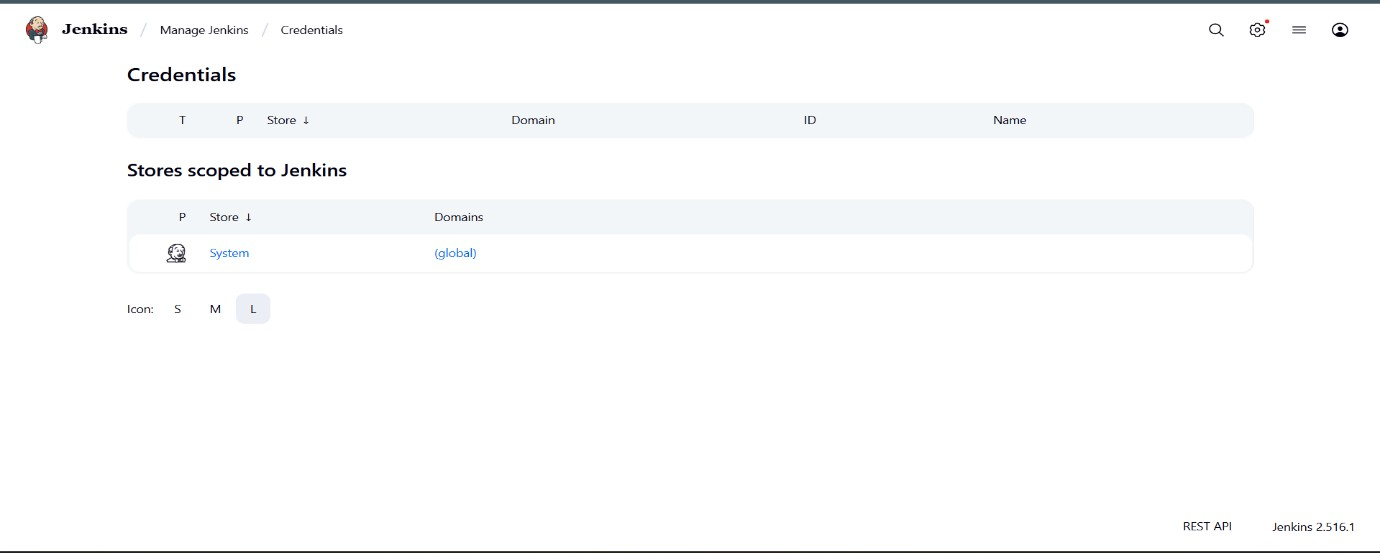 Jenkins / Manage Jenkins / Credentials
Credentials
T P Store ↓ Domain ID Name
Stores scoped to Jenkins
P Store ↓ Domains
System (global)
Icon: S M L
REST API Jenkins 2.516.1